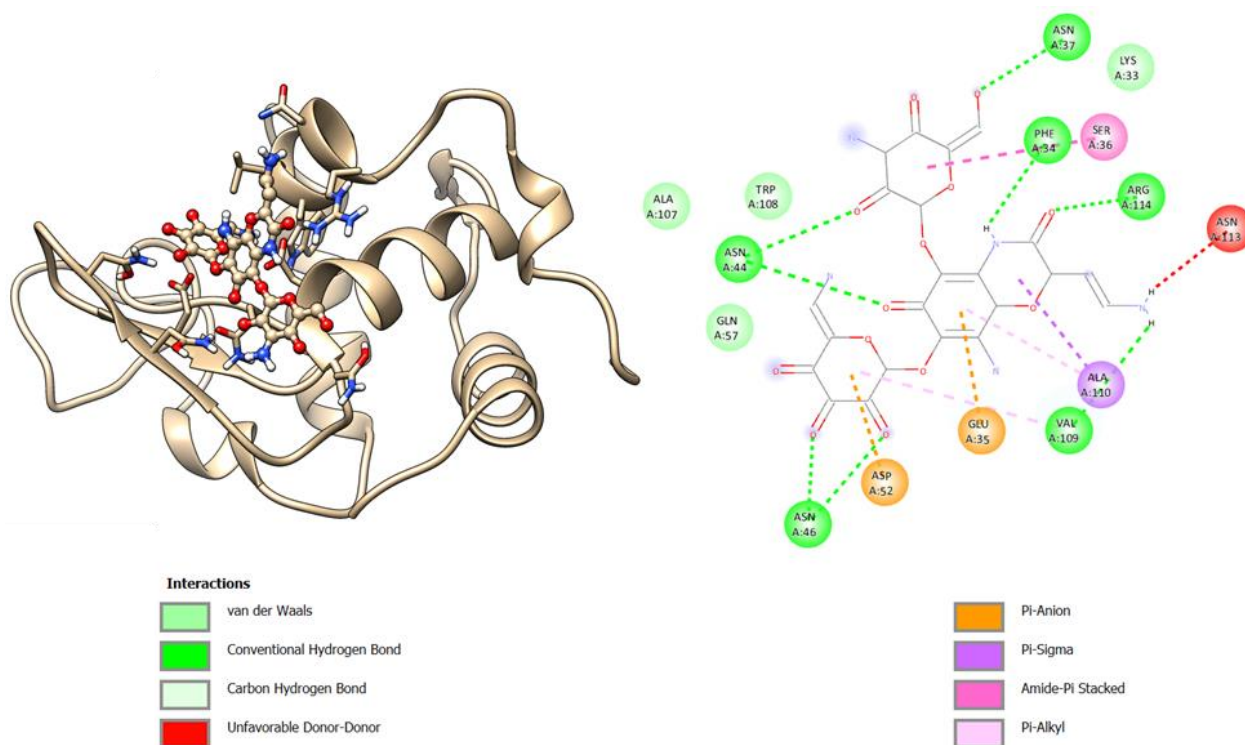 ASN
A:37
LYS
A:33
PHE
A:34
SER
A:36
ALA
A:107
TRP
A:108
ARG
A:114
ASN
A:113
ASN
A:44
GLN
A:57
ALA
A:110
GLU
A:35
VAL
A:109
ASP
A:52
ASN
A:46
O
O
O
N
O
O
O
H
N
O
O
N
O
O
H
N
H
O
O
O
O
N
O
O
Interactions
van der Waals
Conventional Hydrogen Bond
Carbon Hydrogen Bond
Unfavorable Donor-Donor
Pi-Anion
Pi-Sigma
Amide-Pi Stacked
Pi-Alkyl